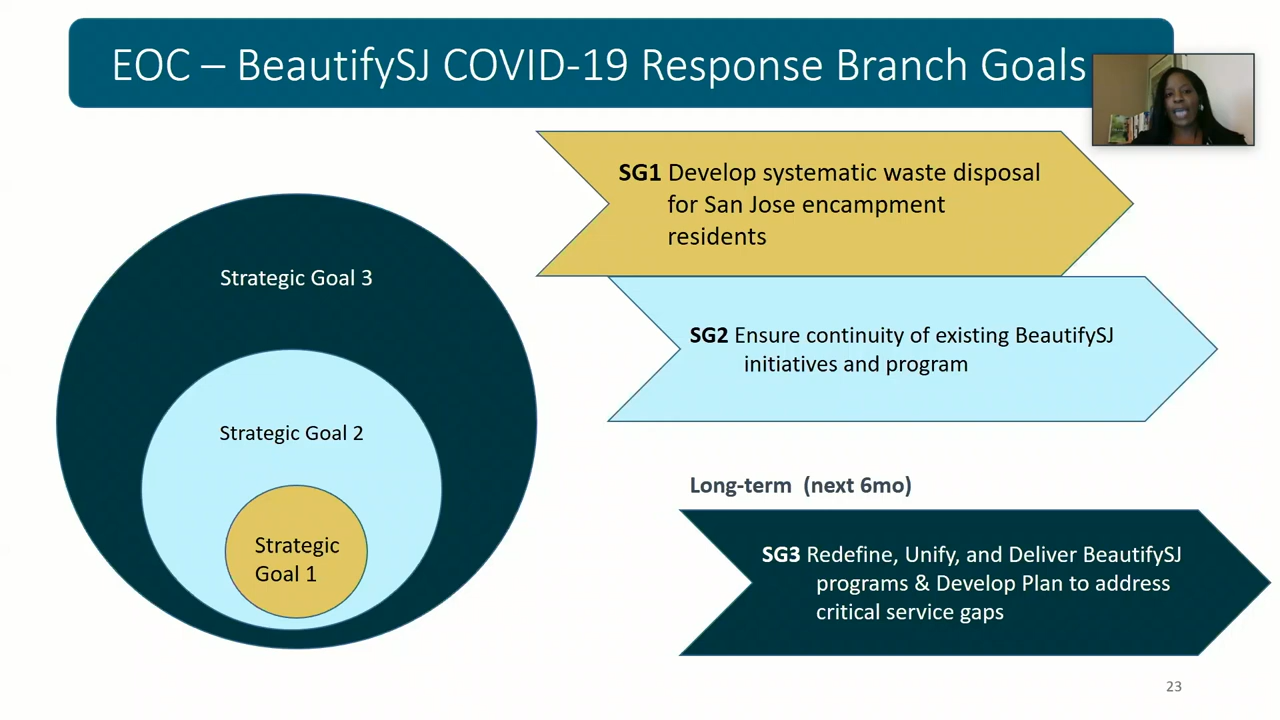 EOC – BeautifySJ COVID-19 Response Branch Goals
SG1 Develop systematic waste disposal
for San Jose encampment
residents
Strategic Goal 3
SG2 Ensure continuity of existing BeautifySJ
initiatives and program
Strategic Goal 2
Strategic
Goal 1
Long-term (next 6mo)
SG3 Redefine, Unify, and Deliver BeautifySJ
programs & Develop Plan to address
critical service gaps
23